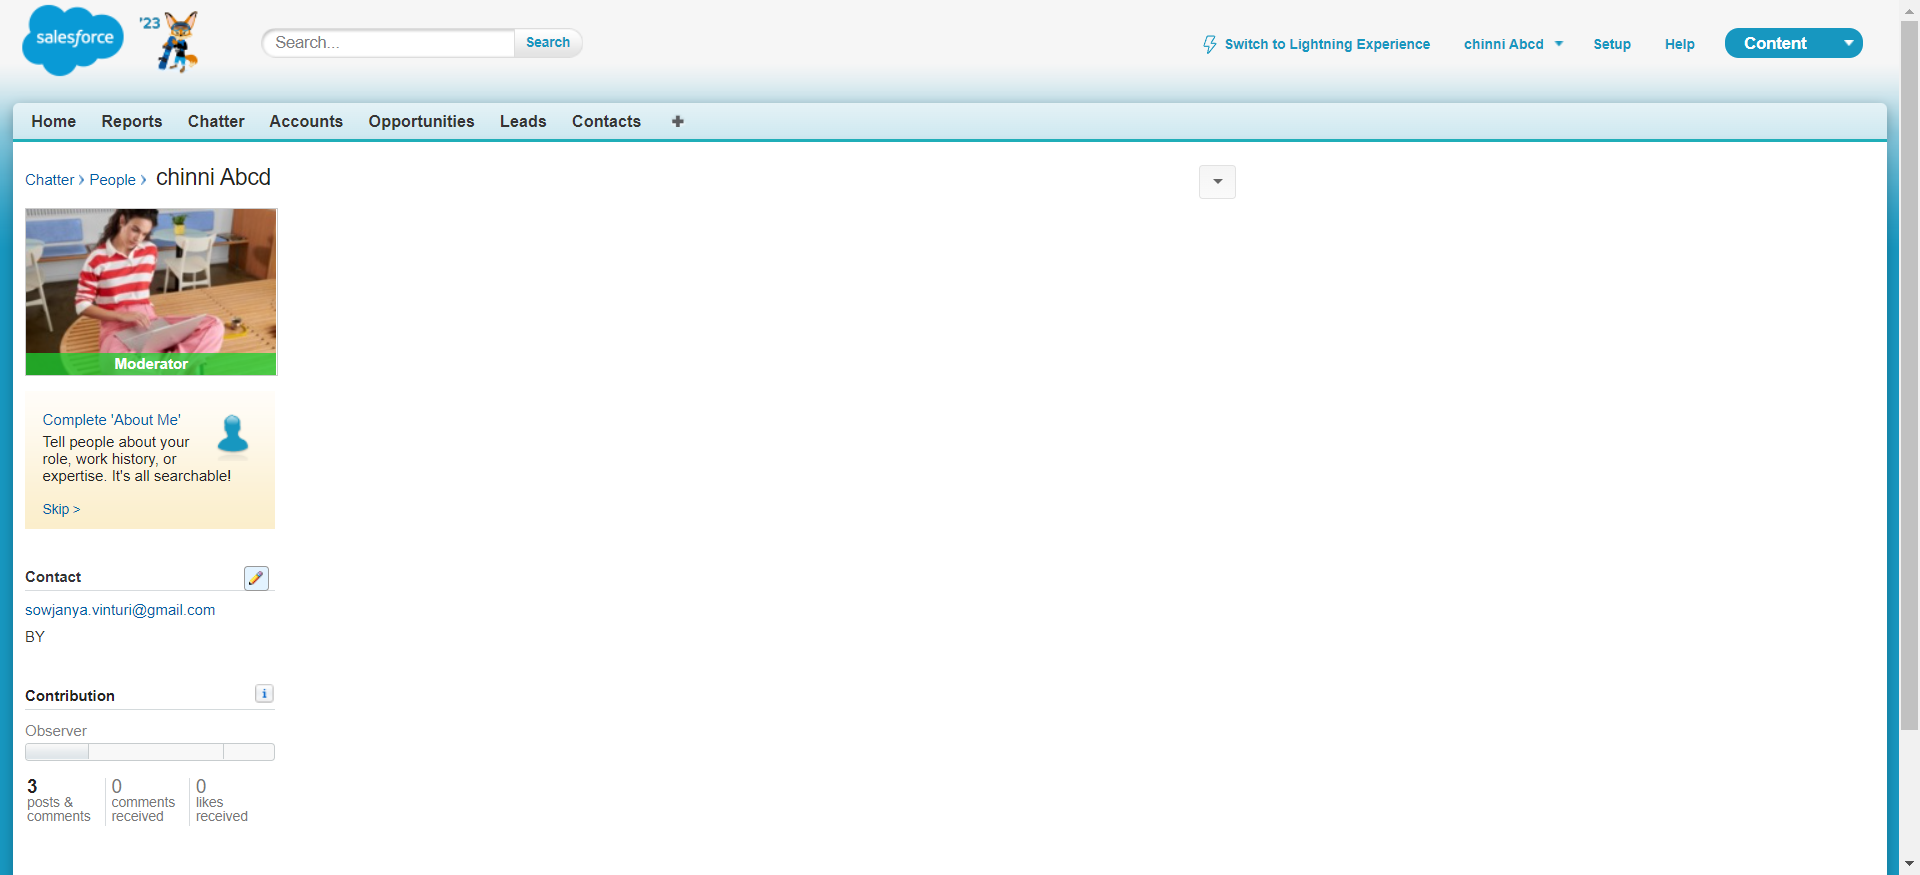 salesforce
'23
Search...
Search
Switch to Lightning Experience
chinni Abcd
Setup
Help
Content
Home
Reports
Chatter
Accounts
Opportunities
Leads
Contacts
Chatter › People › chinni Abcd
Moderator
Complete 'About Me'
Tell people about your
role, work history, or
expertise. It's all searchable!
Skip >
Contact
sowjanya.vinturi@gmail.com
BY
Contribution
i
Observer
3
posts &
comments
0
comments
received
0
likes
received